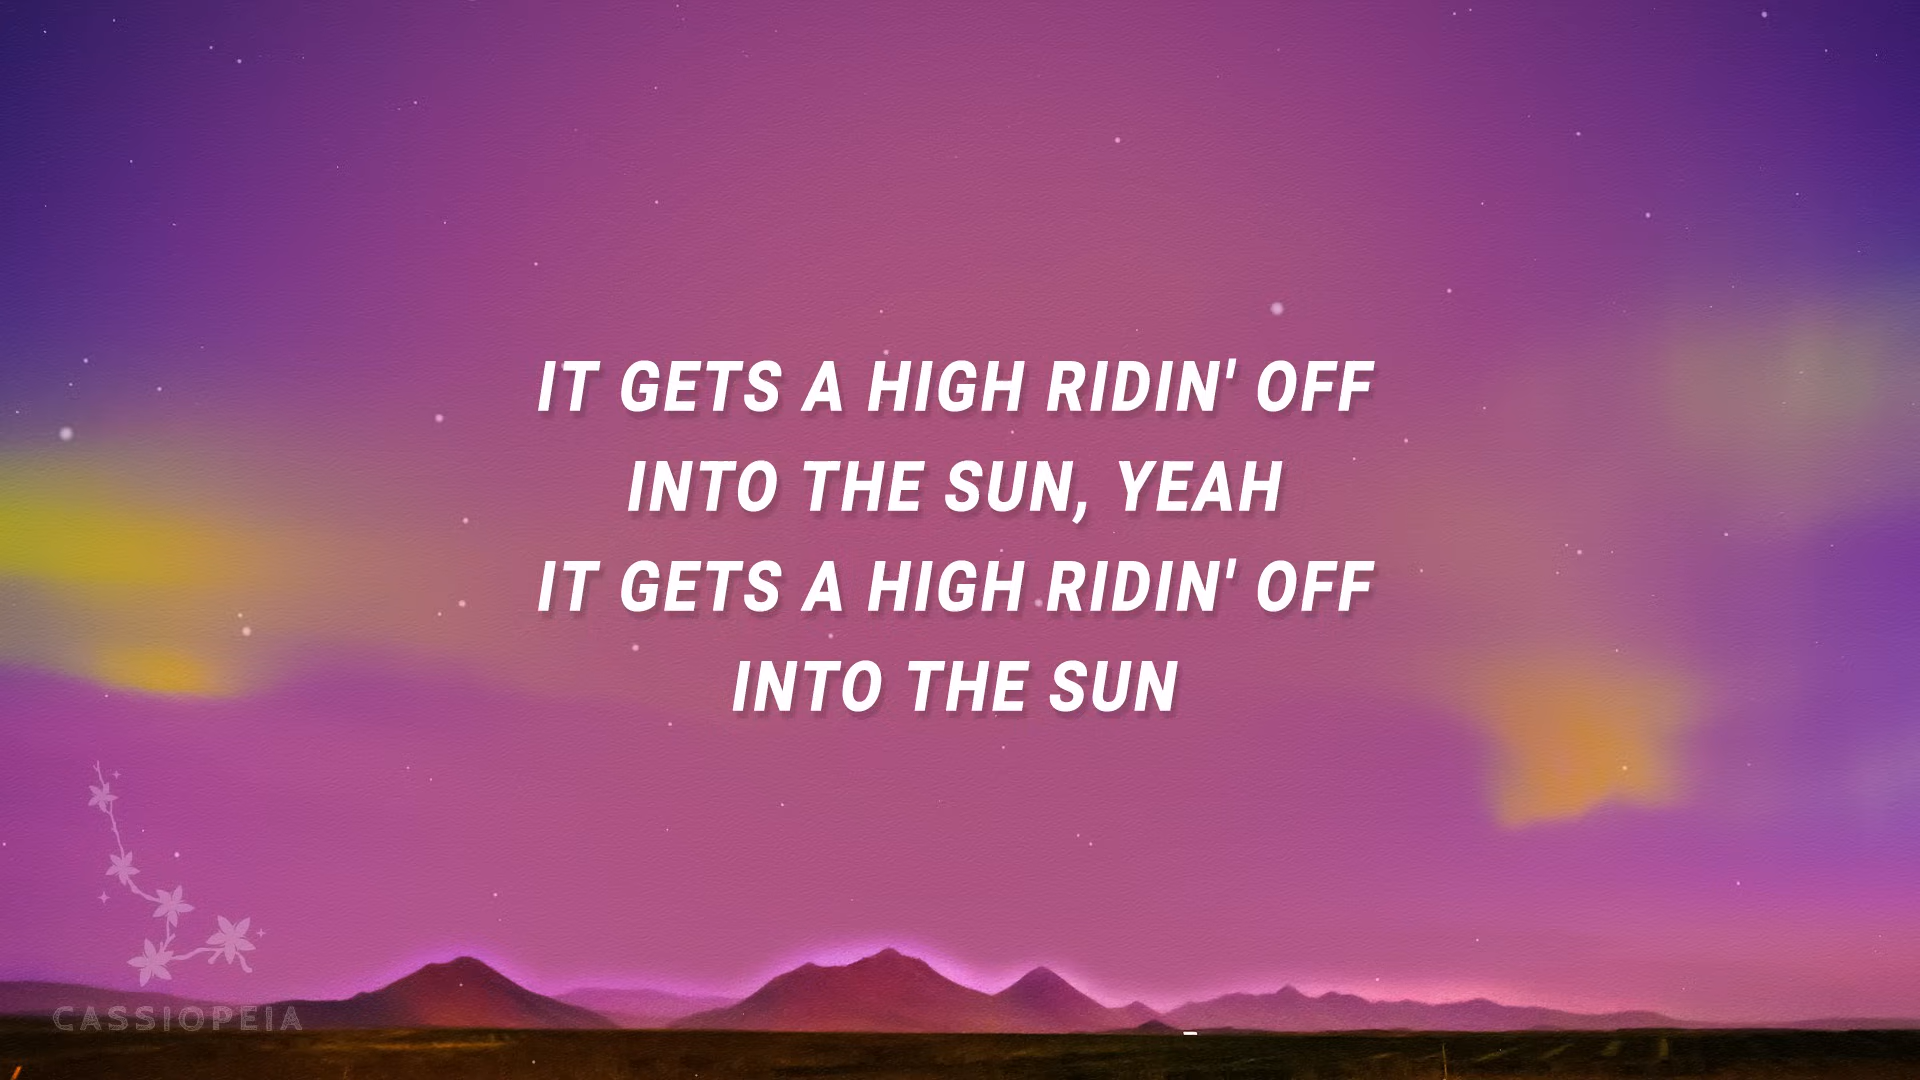 IT GETS A HIGH RIDIN' OFF
INTO THE SUN, YEAH
IT GETS A HIGH RIDIN' OFF
INTO THE SUN
CASSIOPEIA